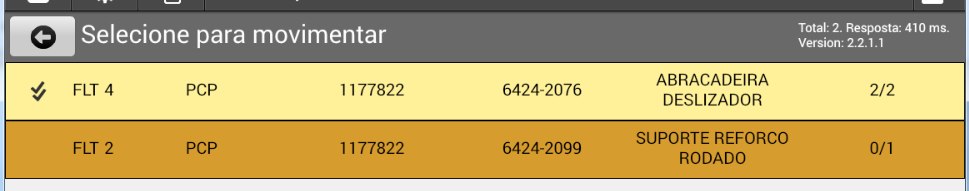 Selecione para movimentar
Total: 2. Resposta: 410 ms.
Version: 2.2.1.1
FLT 4 PCP 1177822 6424-2076 ABRACADEIRA DESLIZADOR 2/2
FLT 2 PCP 1177822 6424-2099 SUPORTE REFORCO RODADO 0/1